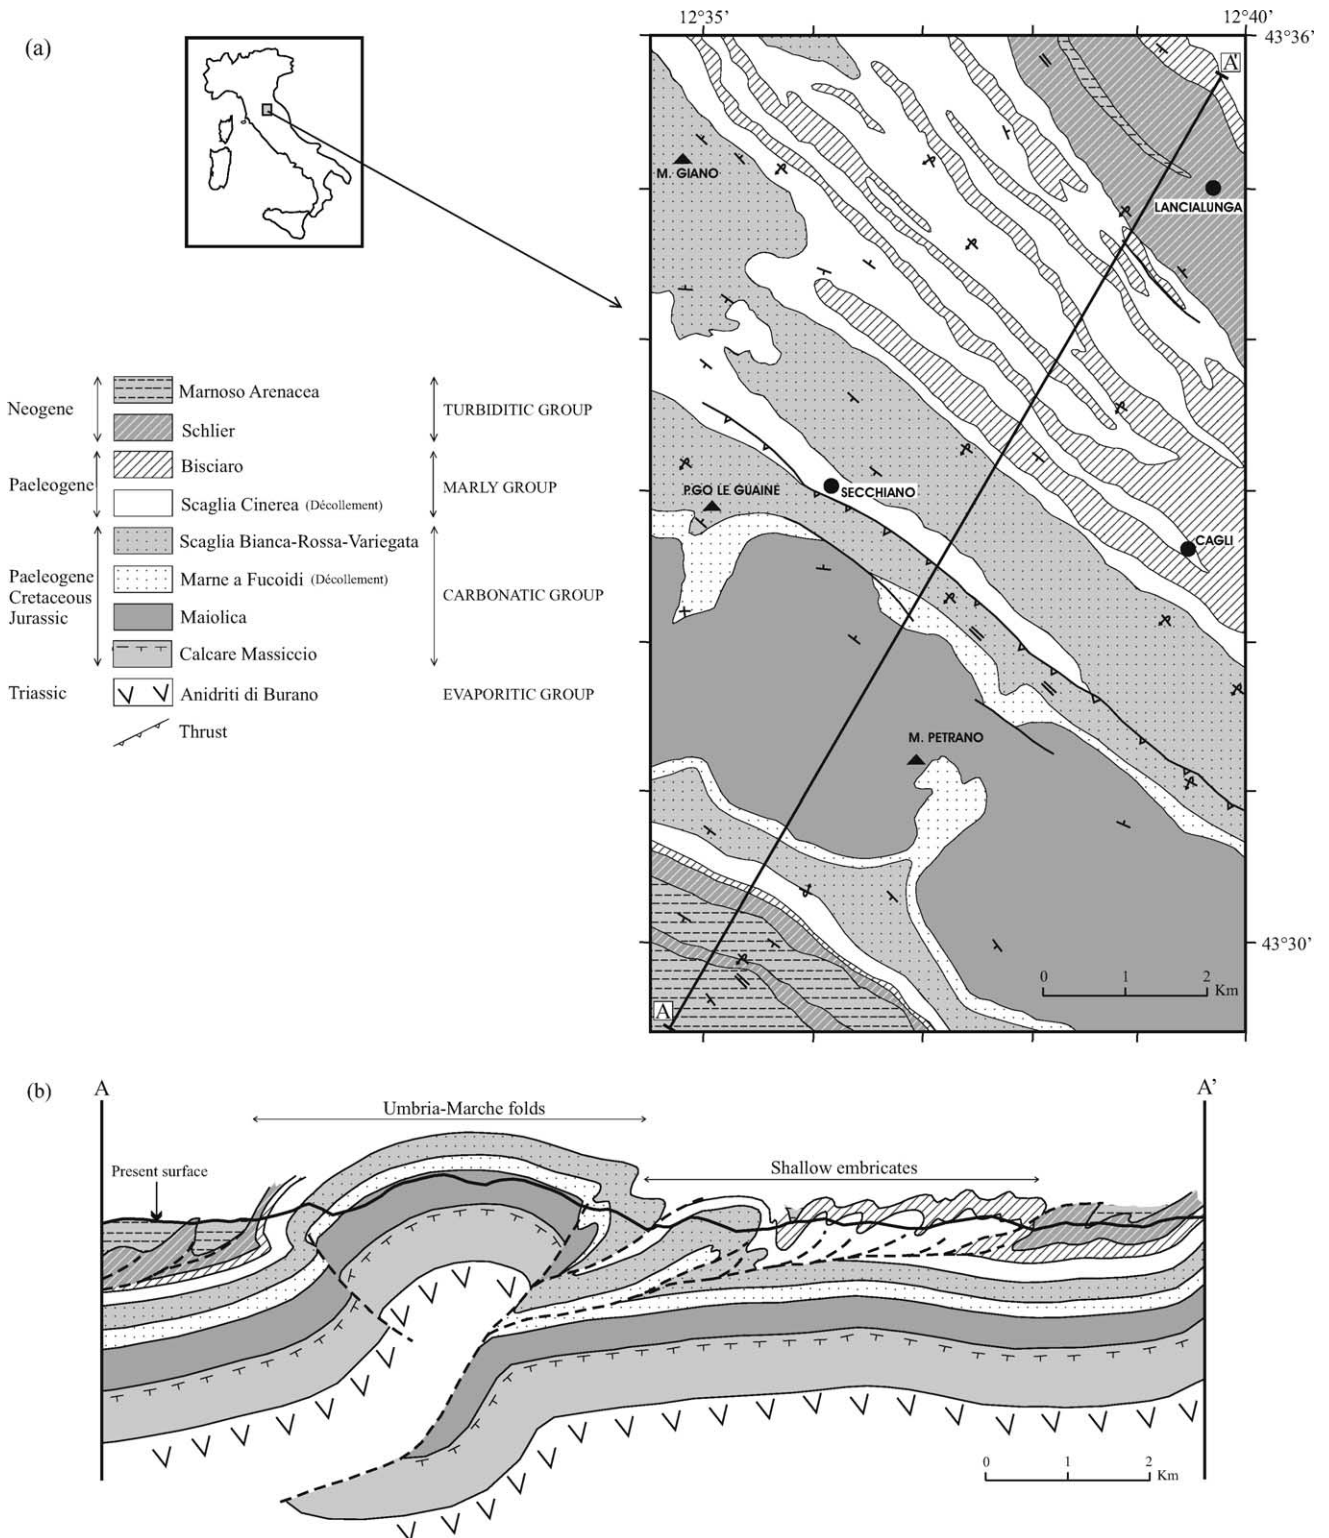 (a)
12°35'
12°40'
43°36'
A'
M. GIANO
LANCIALUNGA
P.GO LE GUAINE
SECCHIANO
CAGLI
M. PETRANO
43°30'
0 1 2
Km
A
Neogene
Marnoso Arenacea
Schlier
TURBIDITIC GROUP
Paeleogene
Bisciaro
Scaglia Cinerea (Décollement)
MARLY GROUP
Paeleogene
Cretaceous
Jurassic
Scaglia Bianca-Rossa-Variegata
Marne a Fucoidi (Décollement)
Maiolica
Calcare Massiccio
CARBONATIC GROUP
Triassic
Anidriti di Burano
EVAPORITIC GROUP
Thrust
(b)
A
A'
Umbria-Marche folds
Present surface
Shallow embricates
0 1 2
Km